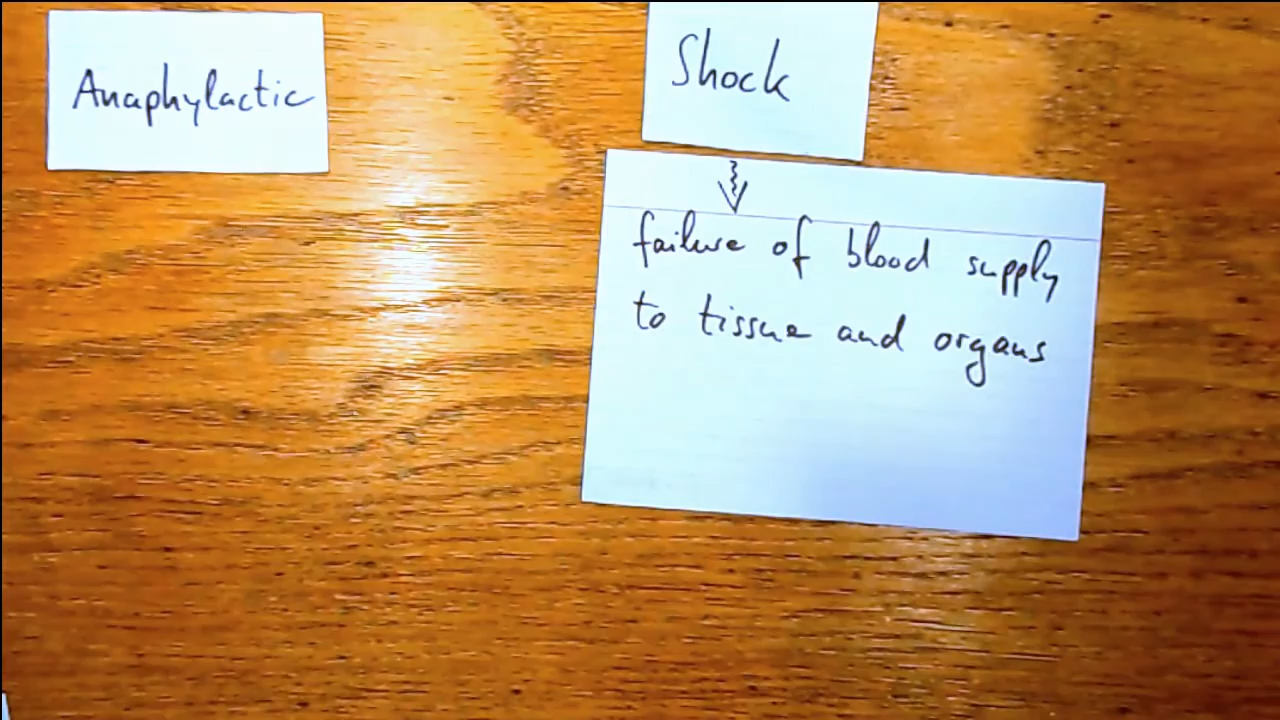 Anaphylactic
Shock
failure of blood supply
to tissue and organs